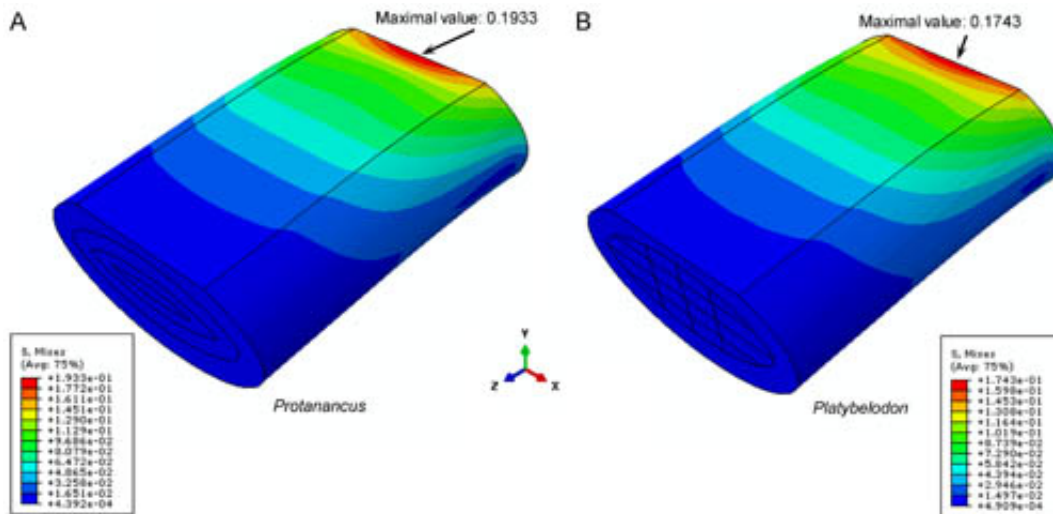 A
Maximal value: 0.1933
B
Maximal value: 0.1743
S, Mises
(Avg: 75%)
+1.933e-01
+1.772e-01
+1.611e-01
+1.451e-01
+1.290e-01
+1.129e-01
+9.686e-02
+8.079e-02
+6.472e-02
+4.865e-02
+3.258e-02
+1.651e-02
+4.392e-04
Protanancus
Y
Z
X
Platybelodon
S, Mises
(Avg: 75%)
+1.743e-01
+1.598e-01
+1.453e-01
+1.308e-01
+1.164e-01
+1.019e-01
+8.739e-02
+7.290e-02
+5.842e-02
+4.394e-02
+2.946e-02
+1.497e-02
+4.909e-04